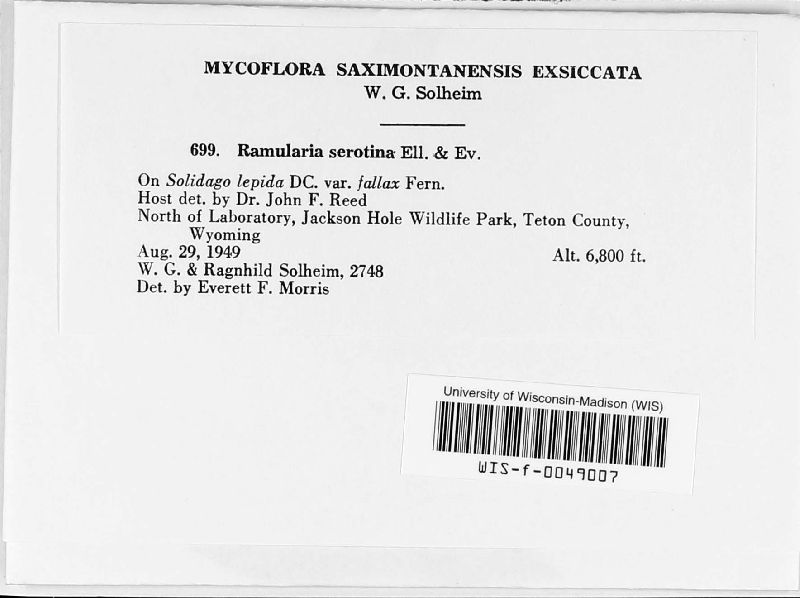 MYCOFLORA SAXIMONTANENSIS EXSICCATA
W. G. Solheim
699. Ramularia serotina Ell. & Ev.
On Solidago lepida DC. var. fallax Fern.
Host det. by Dr. John F. Reed
North of Laboratory, Jackson Hole Wildlife Park, Teton County,
Wyoming
Aug. 29, 1949 Alt. 6,800 ft.
W. G. & Ragnhild Solheim, 2748
Det. by Everett F. Morris
University of Wisconsin-Madison (WIS)
WIS-f-0049007